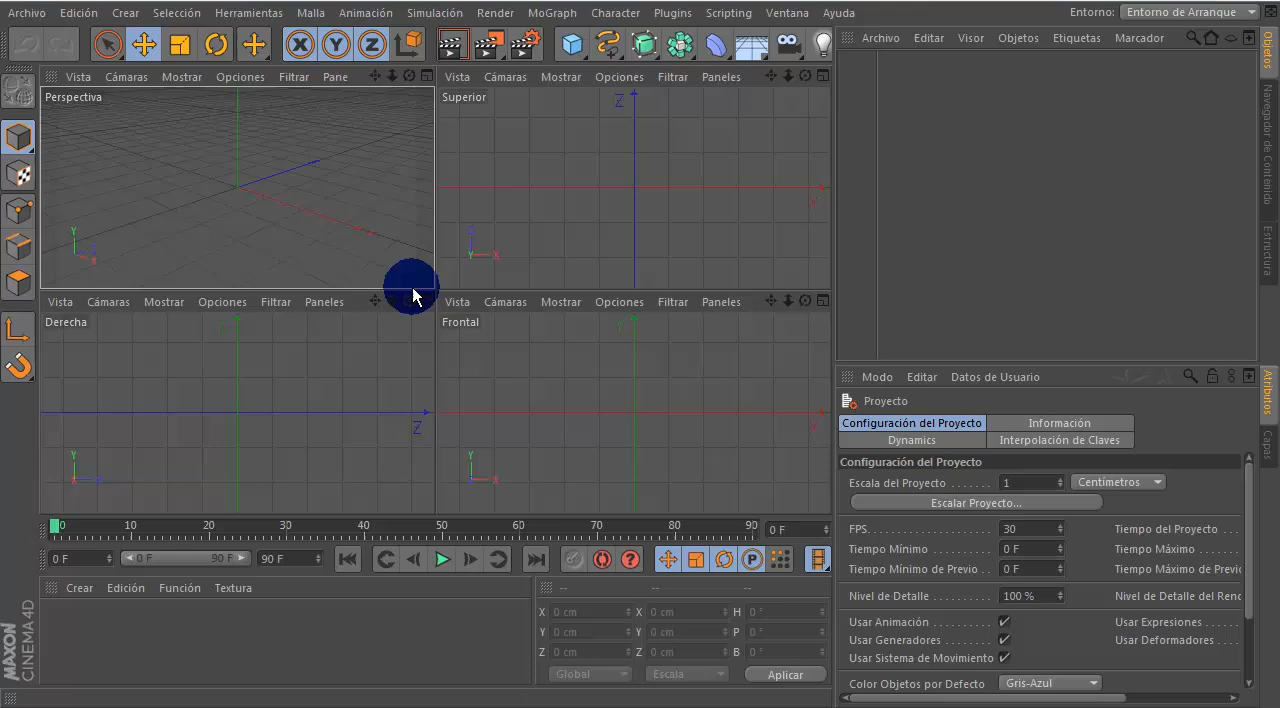 Archivo Edición Crear Selección Herramientas Malla Animación Simulación Render MoGraph Character Plugins Scripting Ventana Ayuda Entorno: Entorno de Arranque
X Y Z
Archivo Editar Visor Objetos Etiquetas Marcador
Objetos
Navegador de Contenido
Estructura
Vista Cámaras Mostrar Opciones Filtrar Pane
Perspectiva
Y
Z
X
Vista Cámaras Mostrar Opciones Filtrar Paneles
Superior
Z
X
Z
Y X
Vista Cámaras Mostrar Opciones Filtrar Paneles
Derecha
Y
Z
Y
Vista Cámaras Mostrar Opciones Filtrar Paneles
Frontal
Y
X
Y
X
0 10 20 30 40 50 60 70 80 90 0 F
0 F 0 F 90 F 90 F
P
Crear Edición Función Textura
-- -- --
X 0 cm X 0 cm H 0 °
Y 0 cm Y 0 cm P 0 °
Z 0 cm Z 0 cm B 0 °
Global Escala Aplicar
MAXON
CINEMA 4D
Modo Editar Datos de Usuario
Atributos
Capas
Proyecto
Configuración del Proyecto Información
Dynamics Interpolación de Claves
Configuración del Proyecto
Escala del Proyecto . . . . . . . 1 Centímetros
Escalar Proyecto...
FPS. . . . . . . . . . . . . . . . . 30 Tiempo del Proyecto . . .
Tiempo Mínimo . . . . . . . . . 0 F Tiempo Máximo . . . . . .
Tiempo Mínimo de Previo . . 0 F Tiempo Máximo de Previo
Nivel de Detalle . . . . . . . . . . 100 % Nivel de Detalle del Ren
Usar Animación . . . . . . . . . Usar Expresiones . . . . .
Usar Generadores . . . . . . . . Usar Deformadores . . . .
Usar Sistema de Movimiento
Color Objetos por Defecto Gris-Azul